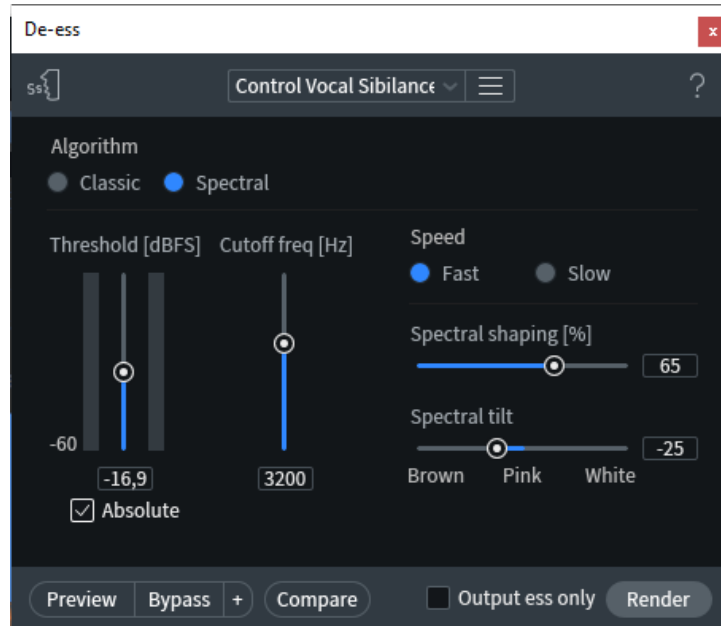 De-ess
x
Ss
Control Vocal Sibilance
?
Algorithm
Classic Spectral
Threshold [dBFS] Cutoff freq [Hz]
-60
-16,9 3200
Absolute
Speed
Fast Slow
Spectral shaping [%]
65
Spectral tilt
-25
Brown Pink White
Preview Bypass + Compare Output ess only Render